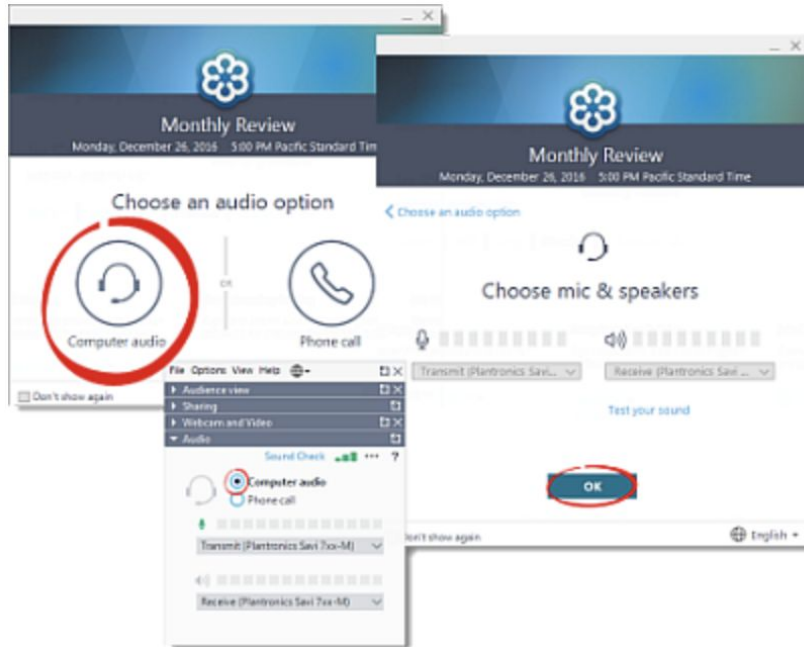 Monthly Review
Monday, December 26, 2016 5:00 PM Pacific Standard Tim
Choose an audio option
OR
Computer audio
Phone call
Don't show again
Monthly Review
Monday, December 26, 2016 5:00 PM Pacific Standard Time
Choose an audio option
Choose mic & speakers
Transmit (Plantronics Savi... Receive (Plantronics Savi ...
Test your sound
OK
Don't show again
English
File Options View Help
Audience view
Sharing
Webcam and Video
Audio
Sound Check ... ?
Computer audio
Phone call
Transmit (Plantronics Savi 7xx-M)
Receive (Plantronics Savi 7xx-M)